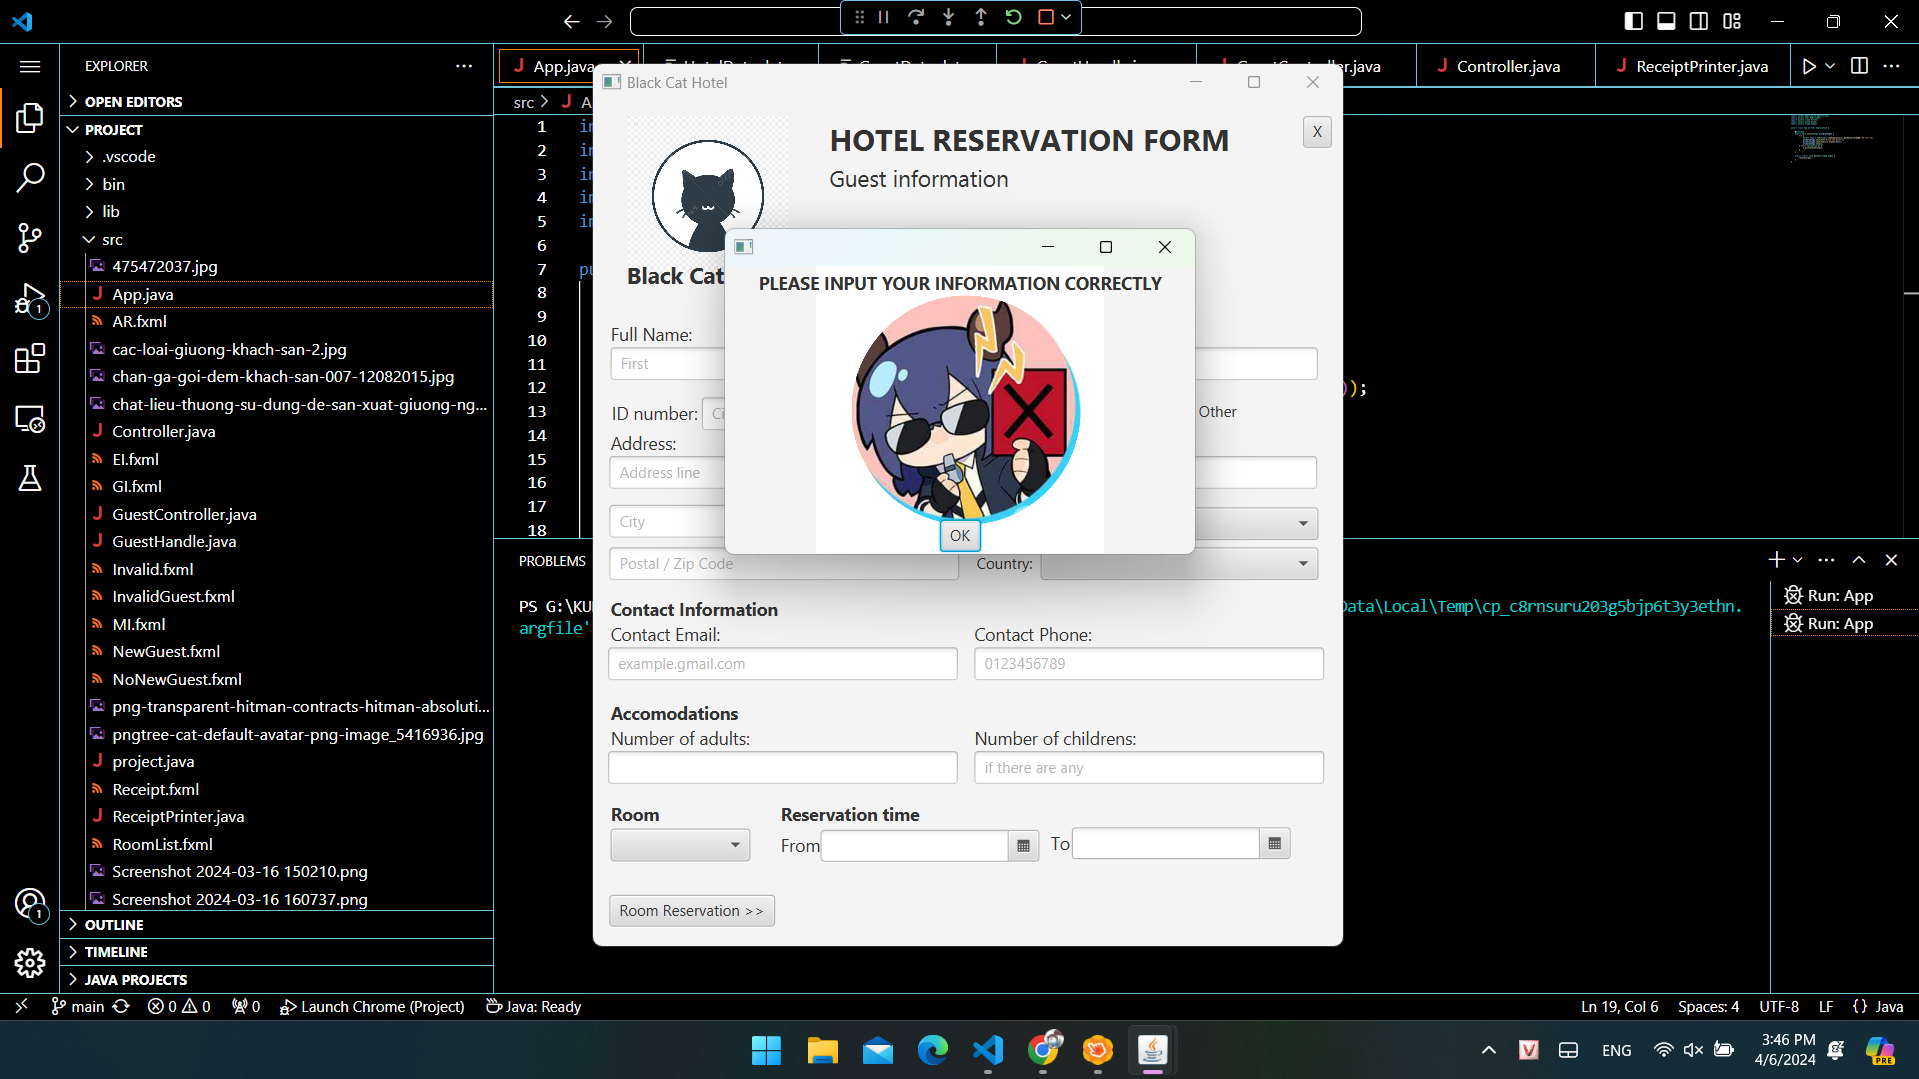 EXPLORER
OPEN EDITORS
PROJECT
.vscode
bin
lib
src
475472037.jpg
App.java
AR.fxml
cac-loai-giuong-khach-san-2.jpg
chan-ga-goi-dem-khach-san-007-12082015.jpg
chat-lieu-thuong-su-dung-de-san-xuat-giuong-ng...
Controller.java
EI.fxml
GI.fxml
GuestController.java
GuestHandle.java
Invalid.fxml
InvalidGuest.fxml
MI.fxml
NewGuest.fxml
NoNewGuest.fxml
png-transparent-hitman-contracts-hitman-absoluti...
pngtree-cat-default-avatar-png-image_5416936.jpg
project.java
Receipt.fxml
ReceiptPrinter.java
RoomList.fxml
Screenshot 2024-03-16 150210.png
Screenshot 2024-03-16 160737.png
OUTLINE
TIMELINE
JAVA PROJECTS
1
1
App.java
Controller.java
ReceiptPrinter.java
src
1
2
3
4
5
6
7
8
9
10
11
12
13
14
15
16
17
18
));
Black Cat Hotel
HOTEL RESERVATION FORM
X
Guest information
Black Cat
Full Name:
First
ID number:
Other
Address:
Address line
City
Postal / Zip Code
Country:
PLEASE INPUT YOUR INFORMATION CORRECTLY
OK
Contact Information
Contact Email:
Contact Phone:
example.gmail.com
0123456789
Accomodations
Number of adults:
Number of childrens:
if there are any
Room
Reservation time
From
To
Room Reservation >>
PROBLEMS
PS G:\KU
Data\Local\Temp\cp_c8rnsuru203g5bjp6t3y3ethn.
argfile'
Run: App
Run: App
main
0
0
0
Launch Chrome (Project)
Java: Ready
Ln 19, Col 6
Spaces: 4
UTF-8
LF
{} Java
ENG
3:46 PM
4/6/2024
PRE